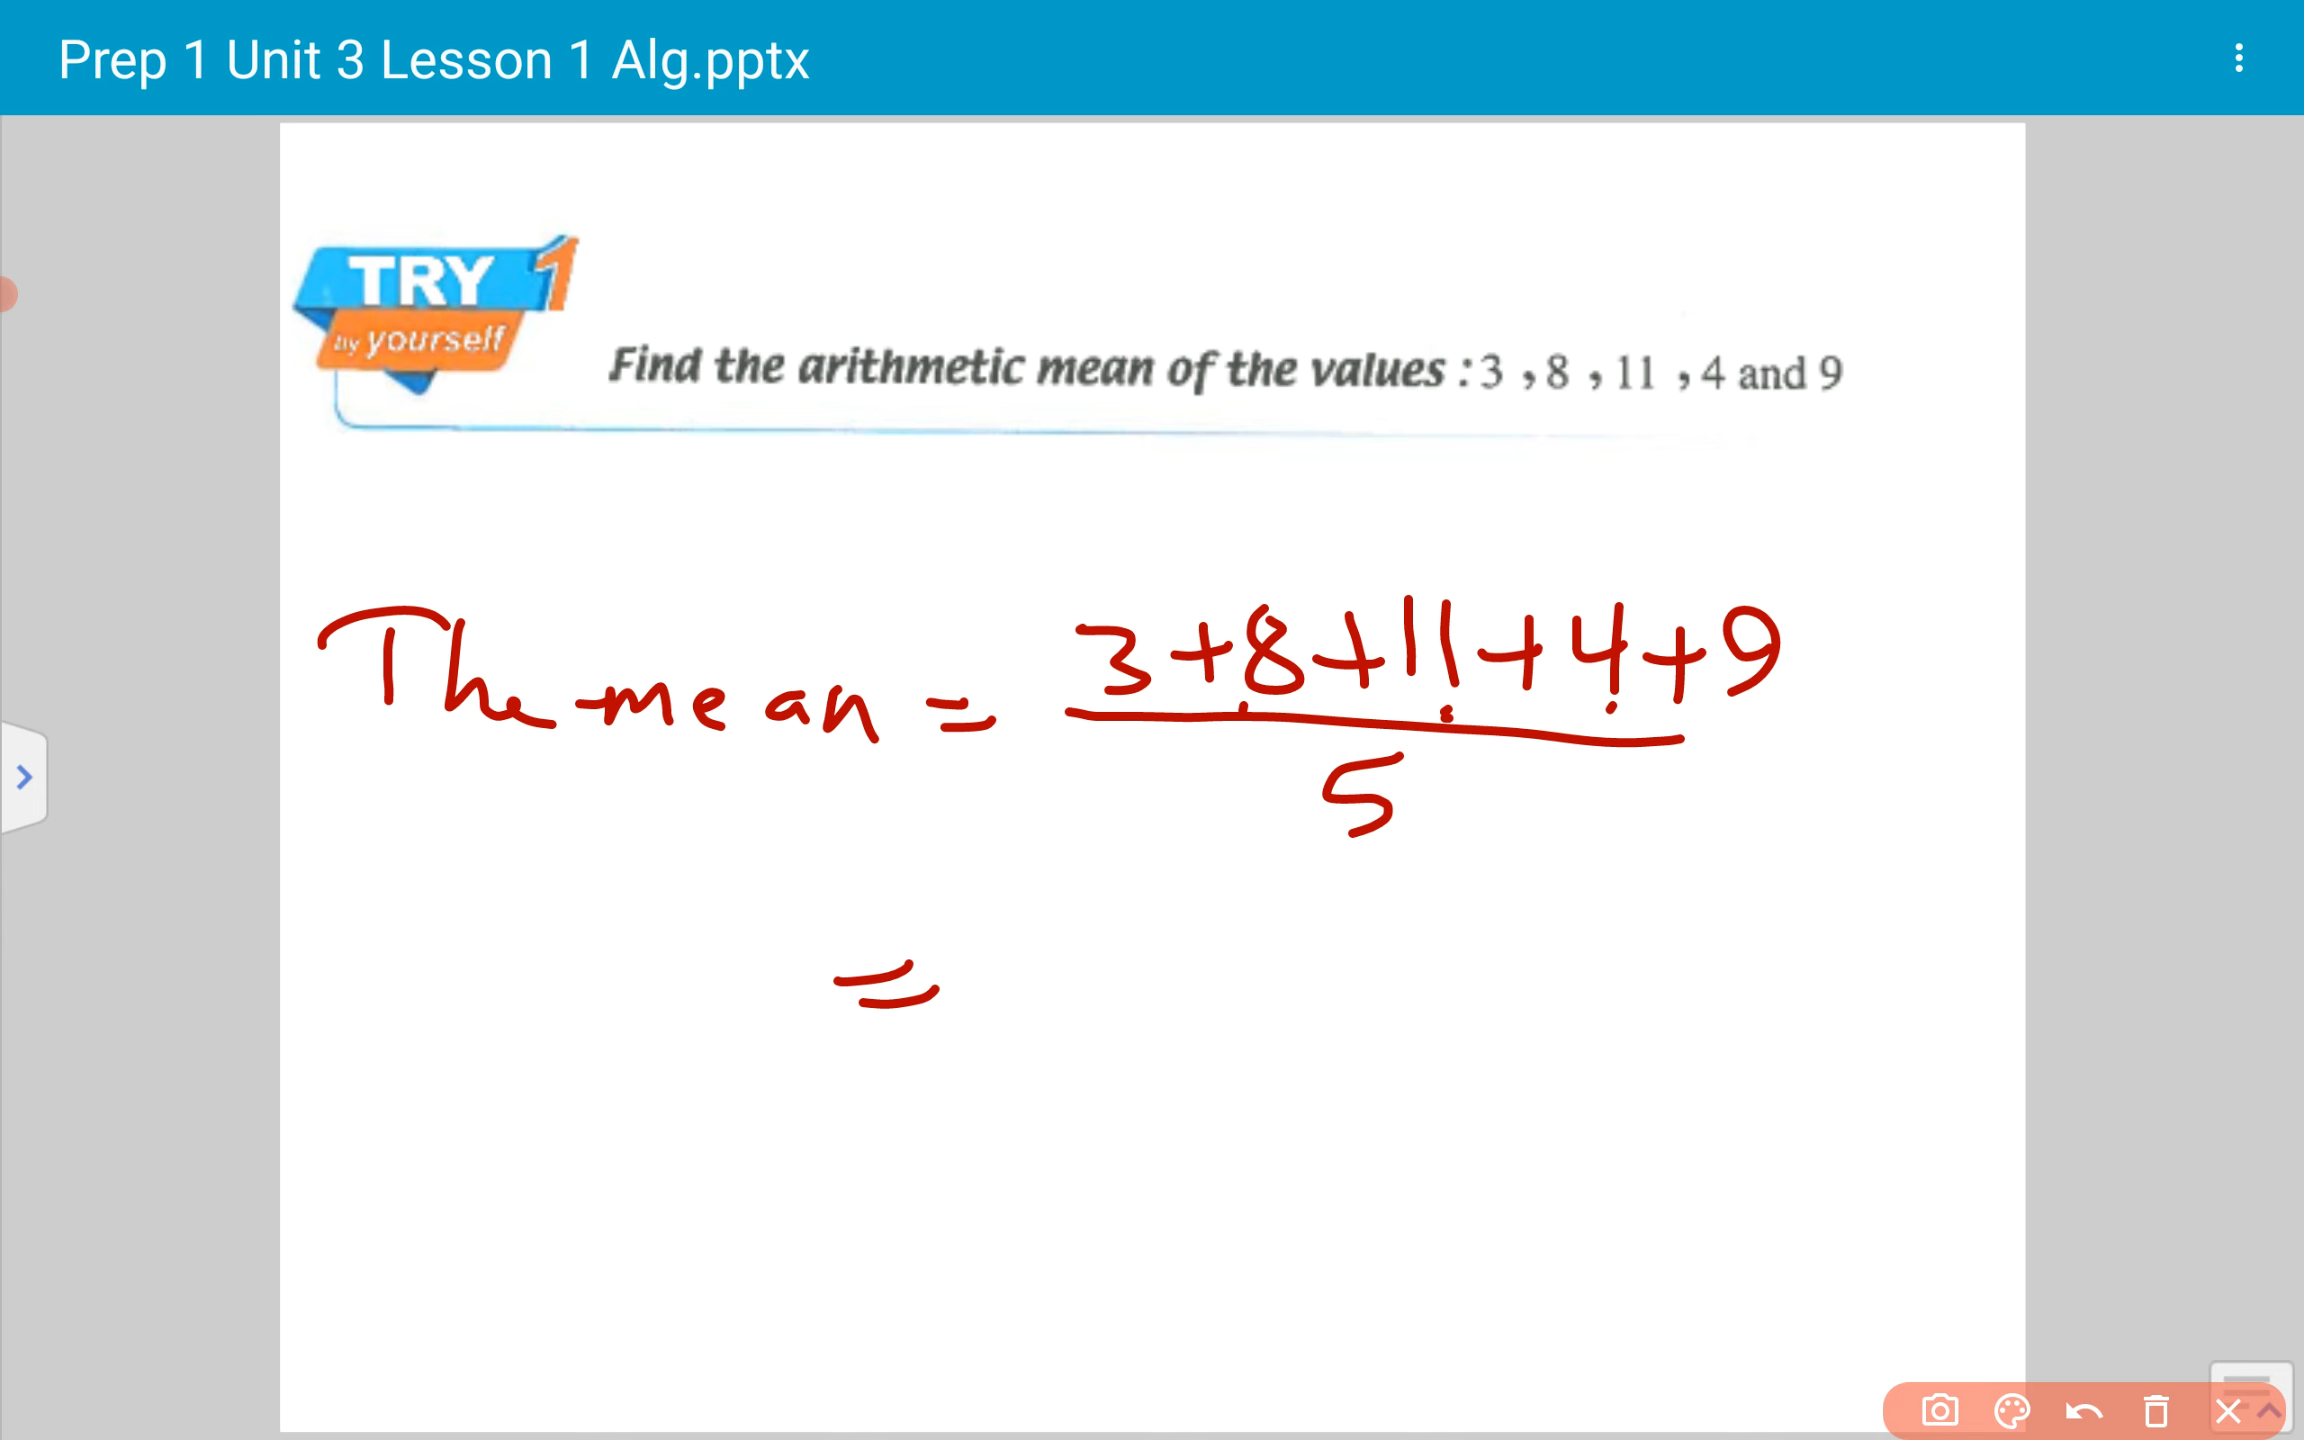 Prep 1 Unit 3 Lesson 1 Alg.pptx
TRY 1
by yourself
Find the arithmetic mean of the values : 3 , 8 , 11 , 4 and 9
The mean = 3+8+11+4+9
5
=